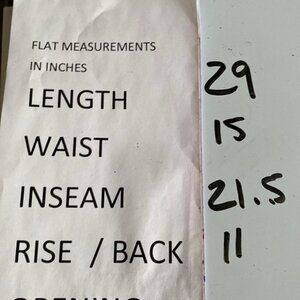 FLAT MEASUREMENTS
IN INCHES
LENGTH 29
WAIST 15
INSEAM 21.5
RISE / BACK 11